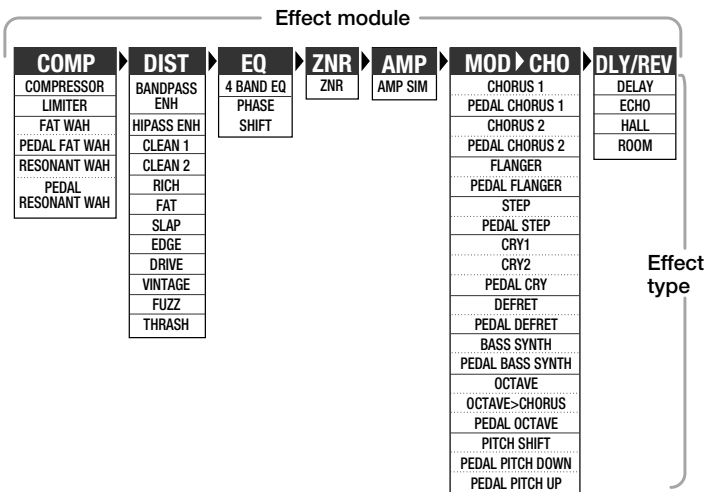 Effect module
COMP
COMPRESSOR
LIMITER
FAT WAH
PEDAL FAT WAH
RESONANT WAH
PEDAL
RESONANT WAH
DIST
BANDPASS
ENH
HIPASS ENH
CLEAN 1
CLEAN 2
RICH
FAT
SLAP
EDGE
DRIVE
VINTAGE
FUZZ
THRASH
EQ
4 BAND EQ
PHASE
SHIFT
ZNR
ZNR
AMP
AMP SIM
MOD CHO
CHORUS 1
PEDAL CHORUS 1
CHORUS 2
PEDAL CHORUS 2
FLANGER
PEDAL FLANGER
STEP
PEDAL STEP
CRY1
CRY2
PEDAL CRY
DEFRET
PEDAL DEFRET
BASS SYNTH
PEDAL BASS SYNTH
OCTAVE
OCTAVE>CHORUS
PEDAL OCTAVE
PITCH SHIFT
PEDAL PITCH DOWN
PEDAL PITCH UP
DLY/REV
DELAY
ECHO
HALL
ROOM
Effect
type